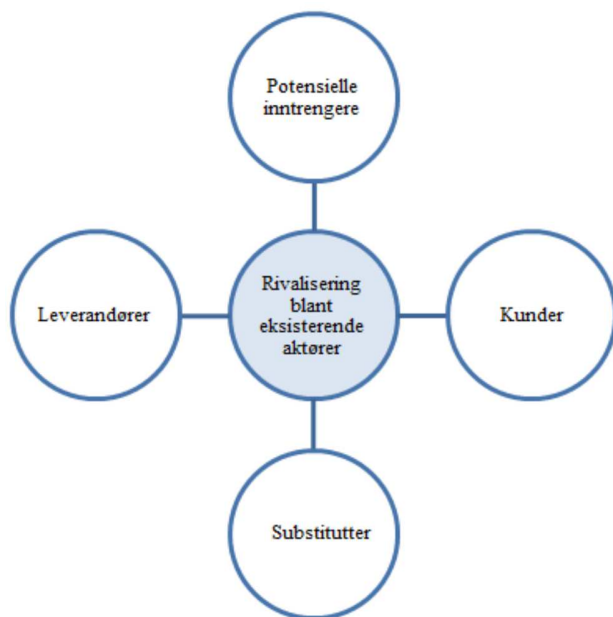 Potensielle
inntrengere
Leverandører
Rivalisering
blant
eksisterende
aktører
Kunder
Substitutter